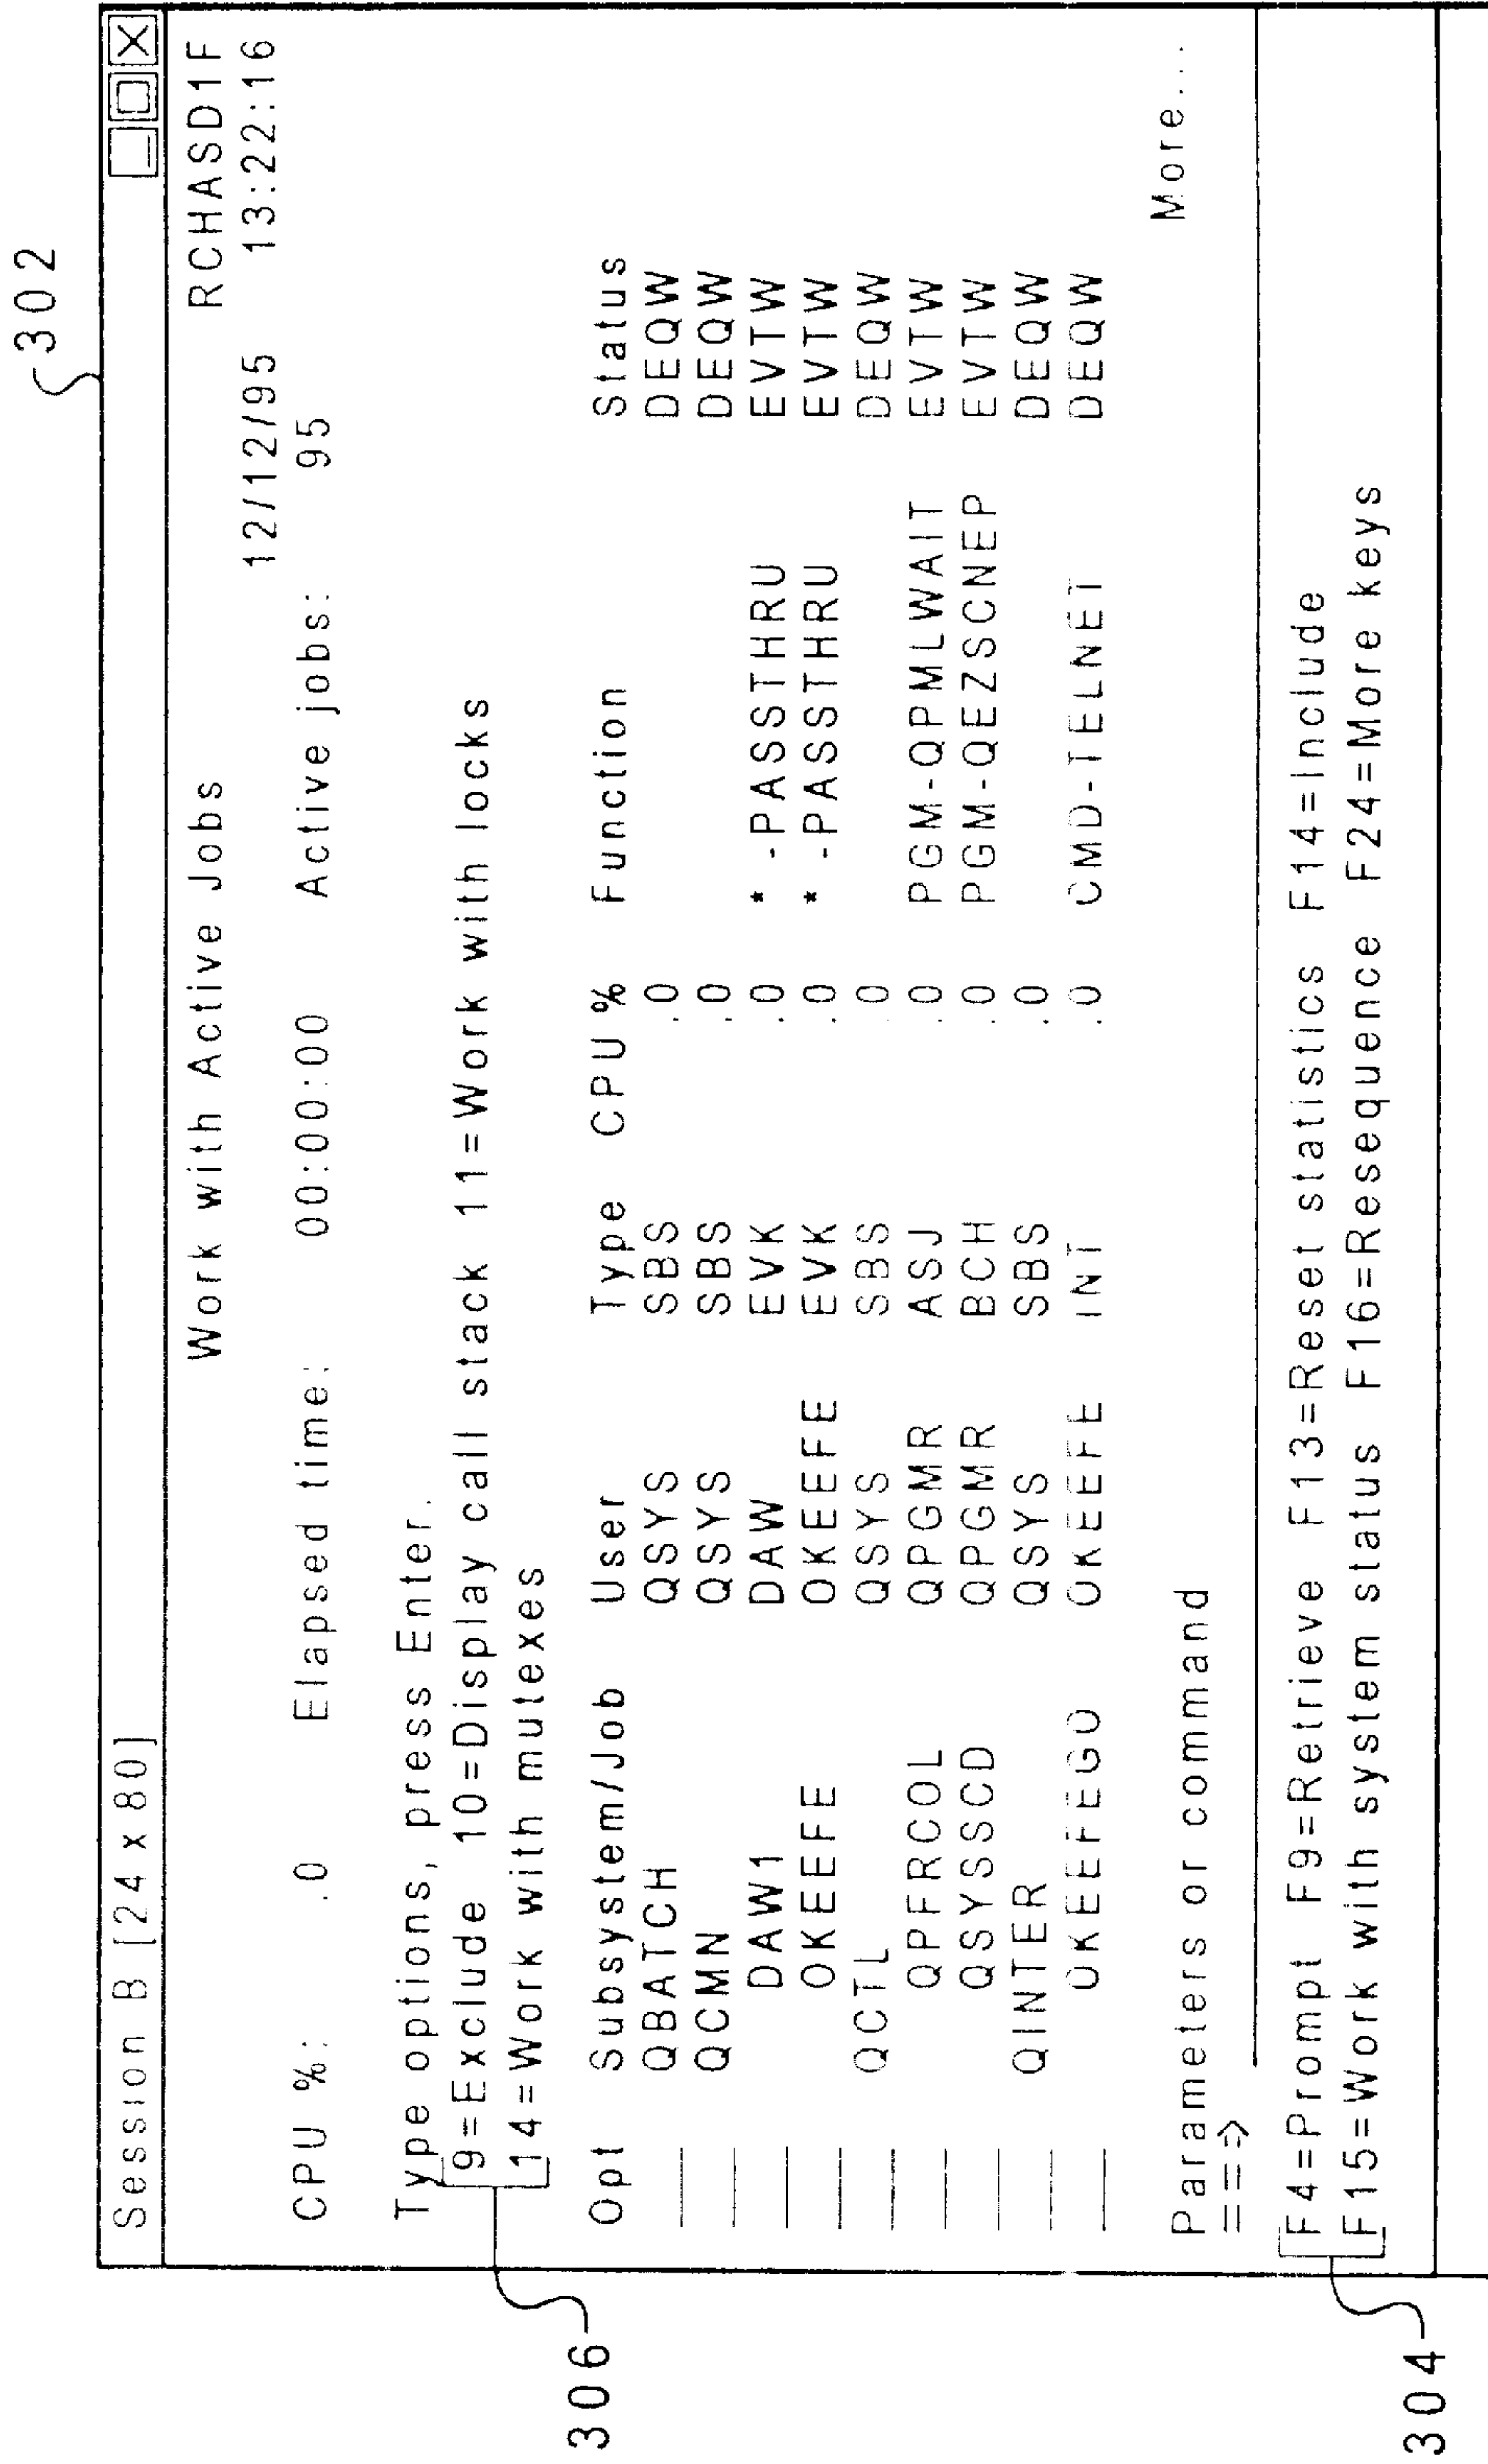 302
Session B [24 x 80]
Work with Active Jobs RCHASD1F
12/12/95 13:22:16
CPU %: .0 Elapsed time: 00:00:00 Active jobs: 95
Type options, press Enter.
9=Exclude 10=Display call stack 11=Work with locks
14=Work with mutexes
306
Opt Subsystem/Job User Type CPU % Function Status
QBATCH QSYS SBS .0 DEQW
QCMN QSYS SBS .0 DEQW
DAW1 DAW EVK .0 * -PASSTHRU EVTW
OKEEFE OKEEFE EVK .0 * -PASSTHRU EVTW
QCTL QSYS SBS .0 DEQW
QPFRCOL QPGMR ASJ .0 PGM-QPMLWAIT EVTW
QSYSSCD QPGMR BCH .0 PGM-QEZSCNEP EVTW
QINTER QSYS SBS .0 DEQW
OKEEFEGO OKEEFE INT .0 CMD-TELNET DEQW
More...
Parameters or command
===>
F4=Prompt F9=Retrieve F13=Reset statistics F14=Include
F15=Work with system status F16=Resequence F24=More keys
304